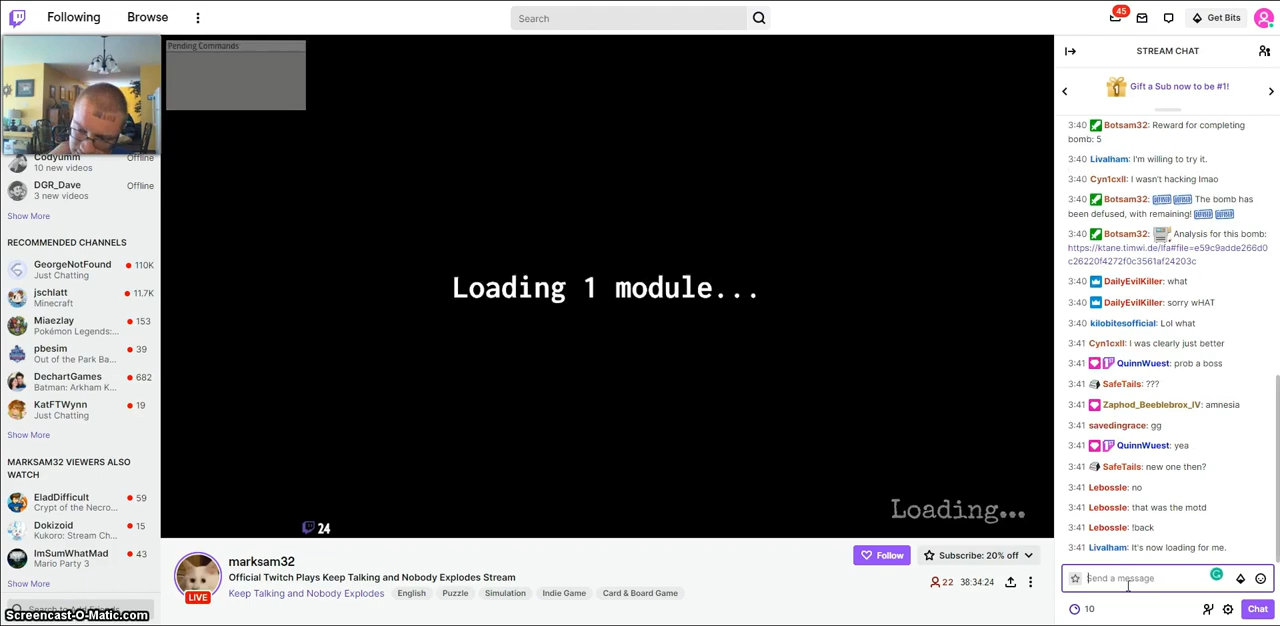 Following
Browse
Search
45
Get Bits
Pending Commands
Codyumm
Offline
10 new videos
DGR_Dave
Offline
3 new videos
Show More
RECOMMENDED CHANNELS
GeorgeNotFound
110K
Just Chatting
jschlatt
11.7K
Minecraft
Miaezlay
153
Pokémon Legends:...
pbesim
39
Out of the Park Ba...
DechartGames
682
Batman: Arkham K...
KatFTWynn
19
Just Chatting
Show More
MARKSAM32 VIEWERS ALSO
WATCH
EladDifficult
59
Crypt of the Necro...
Dokizoid
15
Kukoro: Stream Ch...
ImSumWhatMad
43
Mario Party 3
Show More
Search to Add Friends
Screencast-O-Matic.com
Loading 1 module...
Loading...
24
LIVE
marksam32
Official Twitch Plays Keep Talking and Nobody Explodes Stream
Keep Talking and Nobody Explodes
English
Puzzle
Simulation
Indie Game
Card & Board Game
Follow
Subscribe: 20% off
22
38:34:24
STREAM CHAT
1
Gift a Sub now to be #1!
3:40 Botsam32: Reward for completing
bomb: 5
3:40 Livalham: I'm willing to try it.
3:40 Cyn1cxll: I wasn't hacking lmao
3:40 Botsam32: The bomb has
been defused, with remaining!
3:40 Botsam32: Analysis for this bomb:
https://ktane.timwi.de/lfa#file=e59c9adde266d0
c26220f4272f0c3561af24203c
3:40 DailyEvilKiller: what
3:40 DailyEvilKiller: sorry wHAT
3:40 kilobitesofficial: Lol what
3:41 Cyn1cxll: I was clearly just better
3:41 QuinnWuest: prob a boss
3:41 SafeTails: ???
3:41 Zaphod_Beeblebrox_IV: amnesia
3:41 savedingrace: gg
3:41 QuinnWuest: yea
3:41 SafeTails: new one then?
3:41 Lebossle: no
3:41 Lebossle: that was the motd
3:41 Lebossle: !back
3:41 Livalham: It's now loading for me.
Send a message
10
Chat